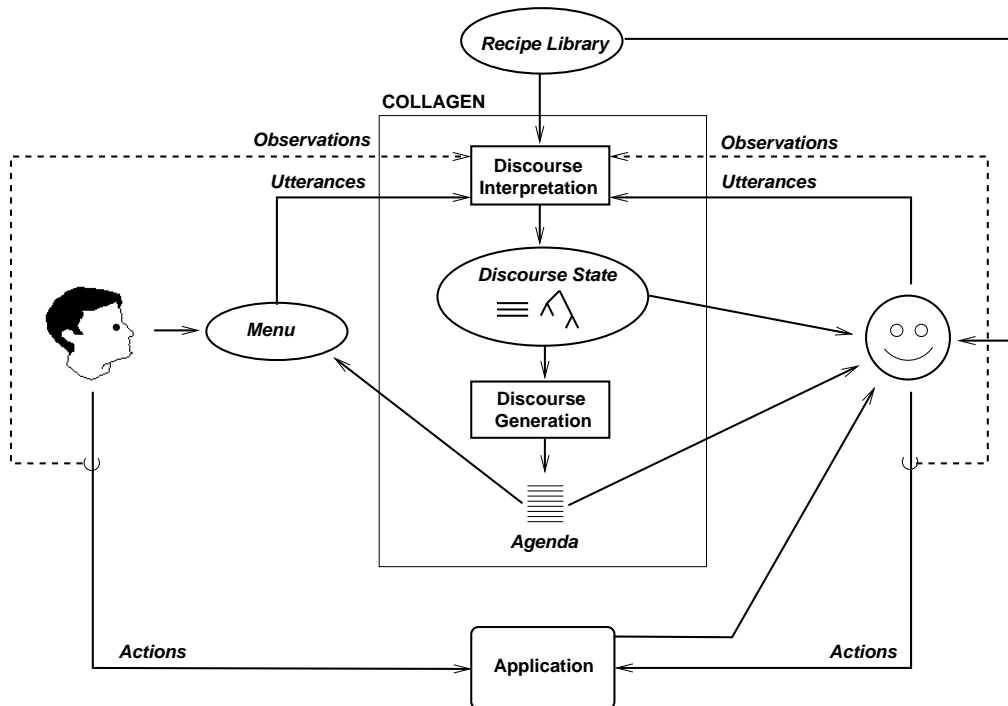 Recipe Library
COLLAGEN
Observations
Observations
Discourse
Interpretation
Utterances
Utterances
Discourse State
Menu
Discourse
Generation
Agenda
Actions
Application
Actions